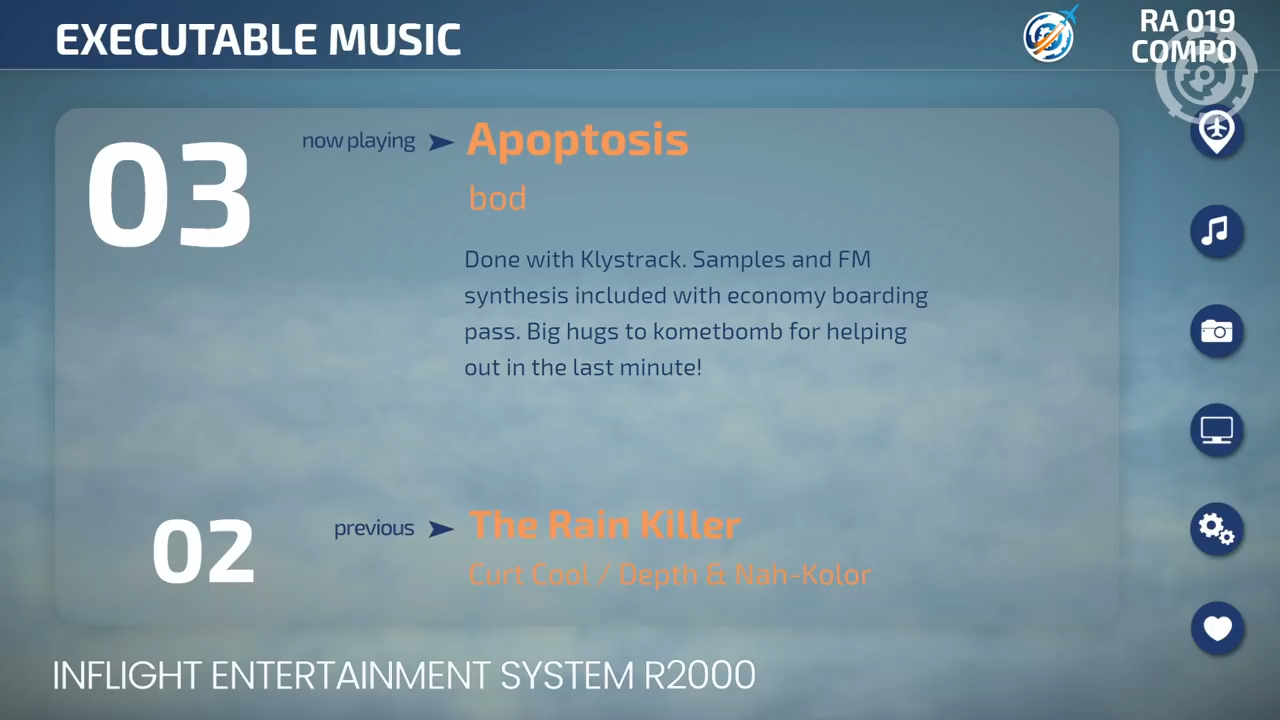 EXECUTABLE MUSIC
RA 019
COMPO
03
now playing
Apoptosis
bod
Done with Klystrack. Samples and FM
synthesis included with economy boarding
pass. Big hugs to kometbomb for helping
out in the last minute!
02
previous
The Rain Killer
Curt Cool / Depth & Nah-Kolor
INFLIGHT ENTERTAINMENT SYSTEM R2000